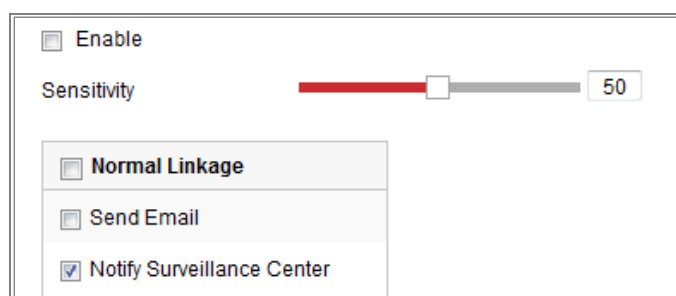 Enable
Sensitivity 50
Normal Linkage
Send Email
Notify Surveillance Center